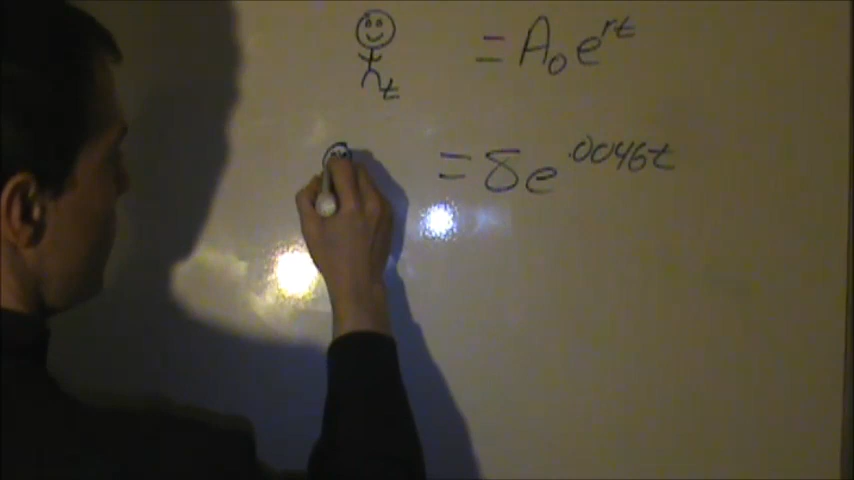 t = A₀e^rt
= 8e^.0046t